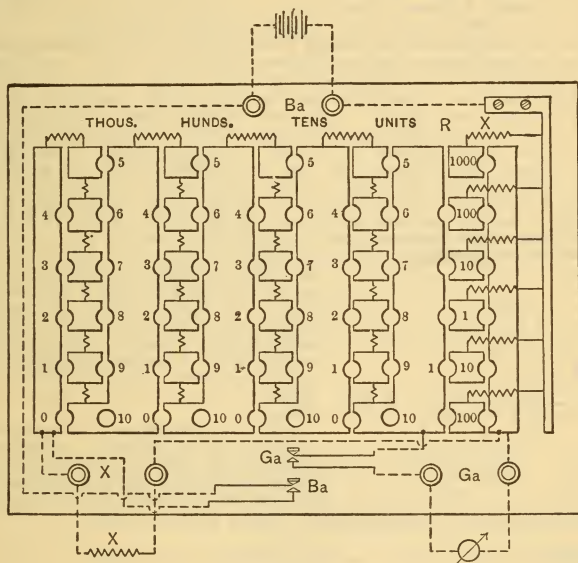 Ba
THOUS. HUNDS. TENS UNITS R X
5 5 5 5 1000
4 6 4 6 4 6 4 6 100
3 7 3 7 3 7 3 7 10
2 8 2 8 2 8 2 8 1
1 9 1 9 1 9 1 9 1 10
0 10 0 10 0 10 0 10 100
Ga
X Ga
Ba
X